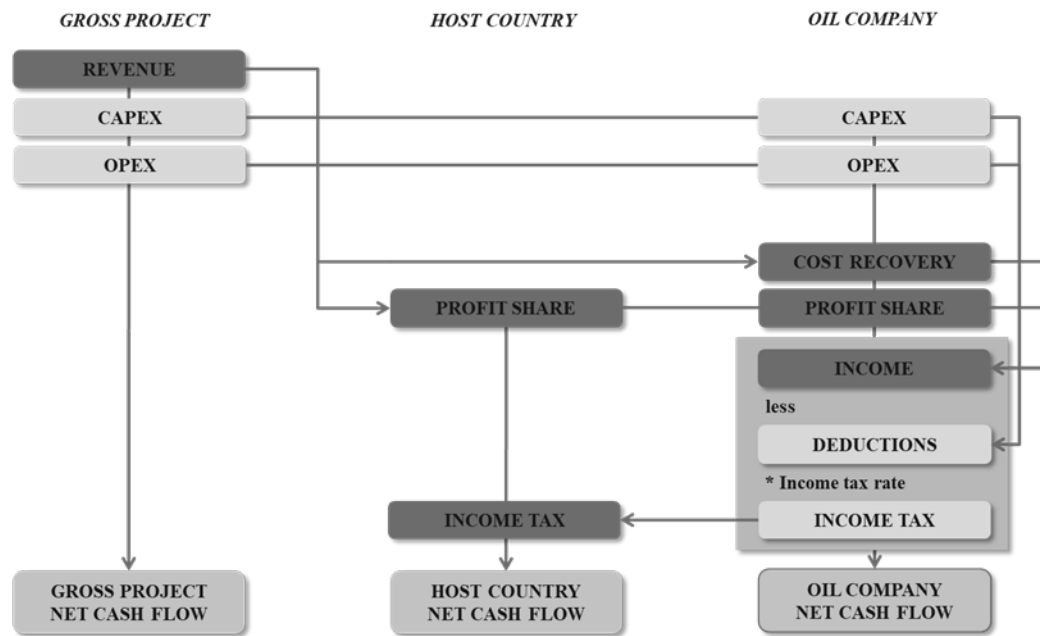 GROSS PROJECT
HOST COUNTRY
OIL COMPANY
REVENUE
CAPEX
CAPEX
OPEX
OPEX
COST RECOVERY
PROFIT SHARE
PROFIT SHARE
INCOME
less
DEDUCTIONS
* Income tax rate
INCOME TAX
INCOME TAX
GROSS PROJECT
NET CASH FLOW
HOST COUNTRY
NET CASH FLOW
OIL COMPANY
NET CASH FLOW